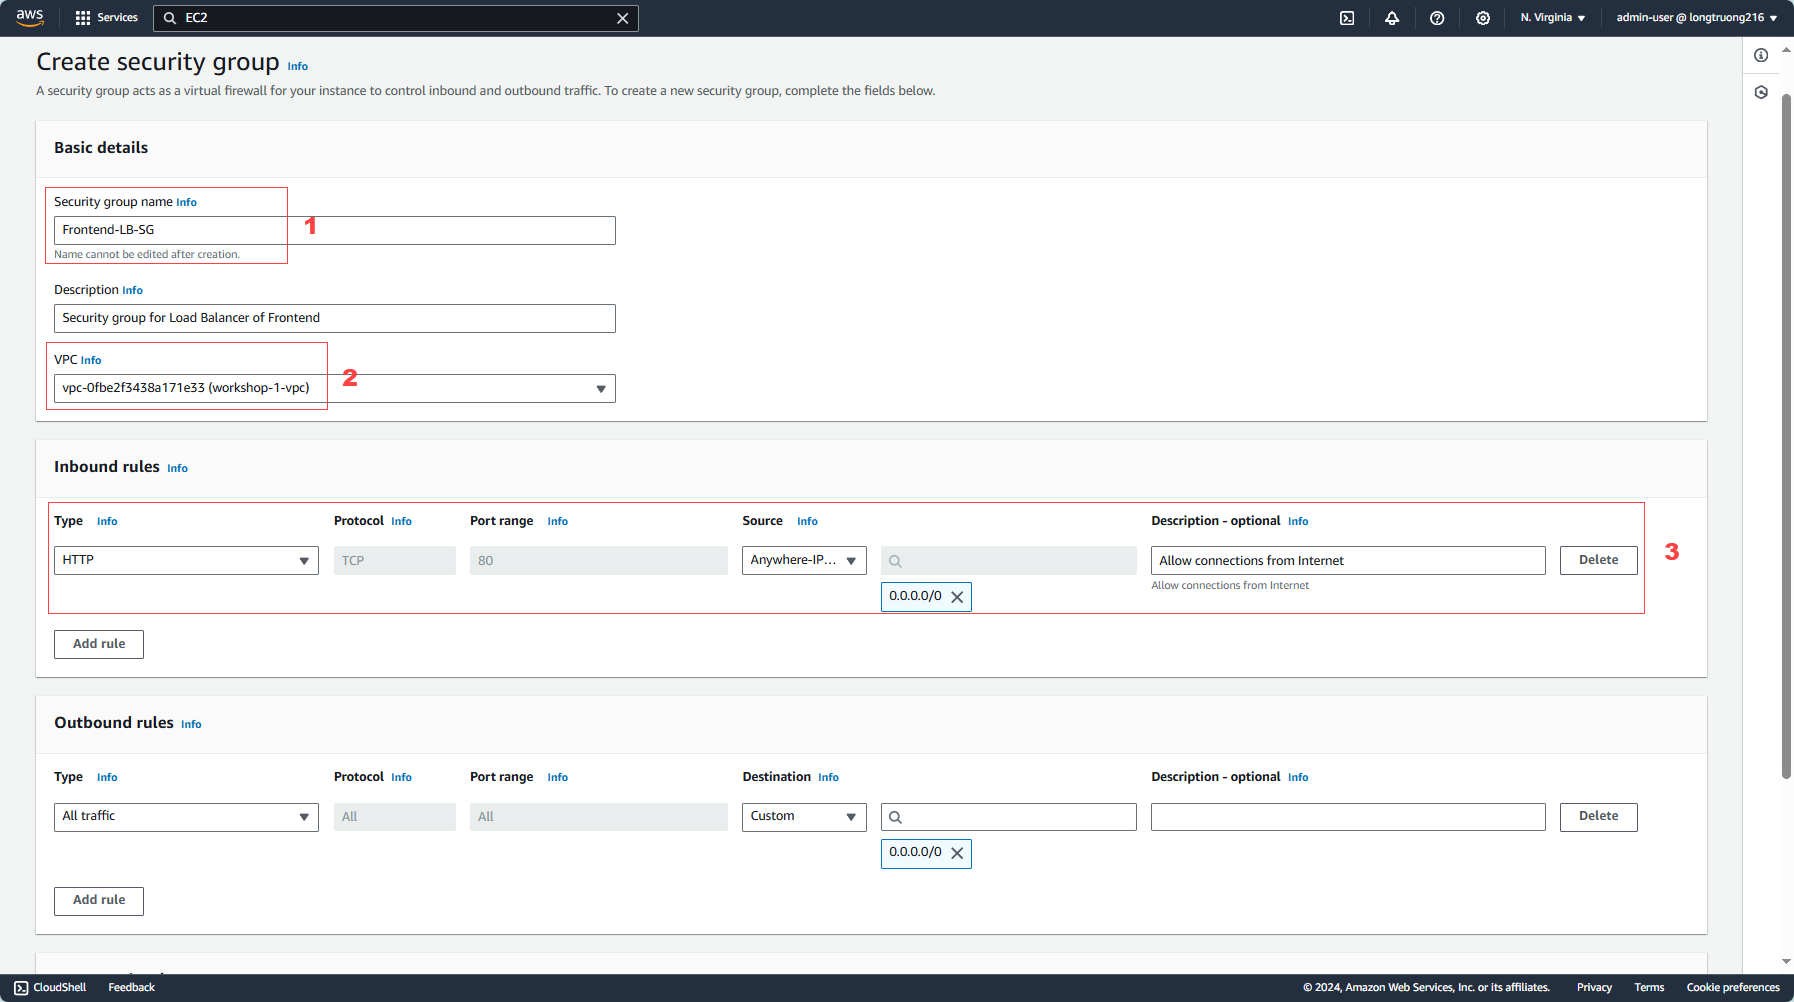 aws Services EC2 N. Virginia admin-user @ longtruong216
Create security group Info
A security group acts as a virtual firewall for your instance to control inbound and outbound traffic. To create a new security group, complete the fields below.
Basic details
Security group name Info
Frontend-LB-SG
1
Name cannot be edited after creation.
Description Info
Security group for Load Balancer of Frontend
VPC Info
vpc-0fbe2f3438a171e33 (workshop-1-vpc)
2
Inbound rules Info
Type Info Protocol Info Port range Info Source Info Description - optional Info
HTTP TCP 80 Anywhere-IP... Allow connections from Internet Delete
3
Allow connections from Internet
0.0.0.0/0
Add rule
Outbound rules Info
Type Info Protocol Info Port range Info Destination Info Description - optional Info
All traffic All All Custom Delete
0.0.0.0/0
Add rule
CloudShell Feedback © 2024, Amazon Web Services, Inc. or its affiliates. Privacy Terms Cookie preferences